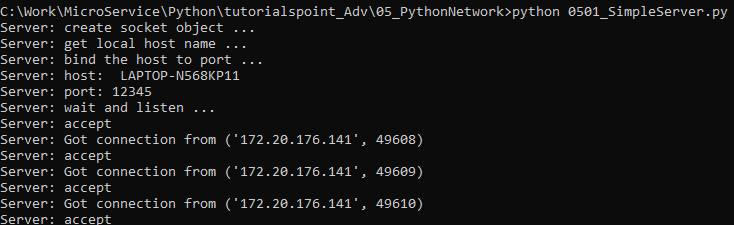 C:\Work\MicroService\Python\tutorialspoint_Adv\05_PythonNetwork>python 0501_SimpleServer.py
Server: create socket object ...
Server: get local host name ...
Server: bind the host to port ...
Server: host:  LAPTOP-N568KP11
Server: port: 12345
Server: wait and listen ...
Server: accept
Server: Got connection from ('172.20.176.141', 49608)
Server: accept
Server: Got connection from ('172.20.176.141', 49609)
Server: accept
Server: Got connection from ('172.20.176.141', 49610)
Server: accept